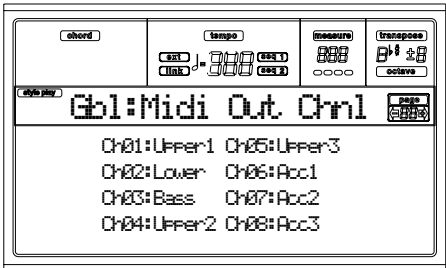 chord tempo measure transpose
ext seq 1
link seq 2
octave
style play page
Gbl:Midi Out Chnl
Ch01:Upper1 Ch05:Upper3
Ch02:Lower Ch06:Acc1
Ch03:Bass Ch07:Acc2
Ch04:Upper2 Ch08:Acc3